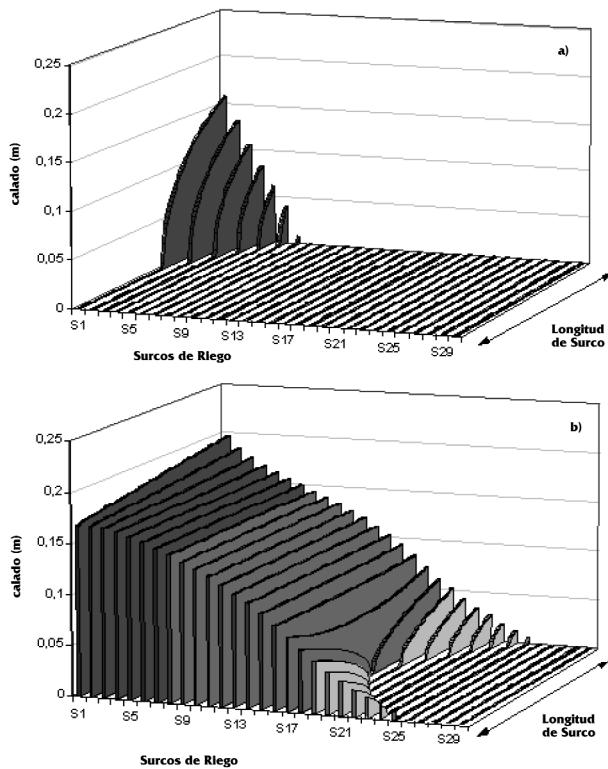 a)
0,25
0,2
0,15
0,1
0,05
0
calado (m)
S1
S5
S9
S13
S17
S21
S25
S29
Surcos de Riego
Longitud
de Surco
b)
0,25
0,2
0,15
0,1
0,05
0
calado (m)
S1
S5
S9
S13
S17
S21
S25
S29
Surcos de Riego
Longitud
de Surco